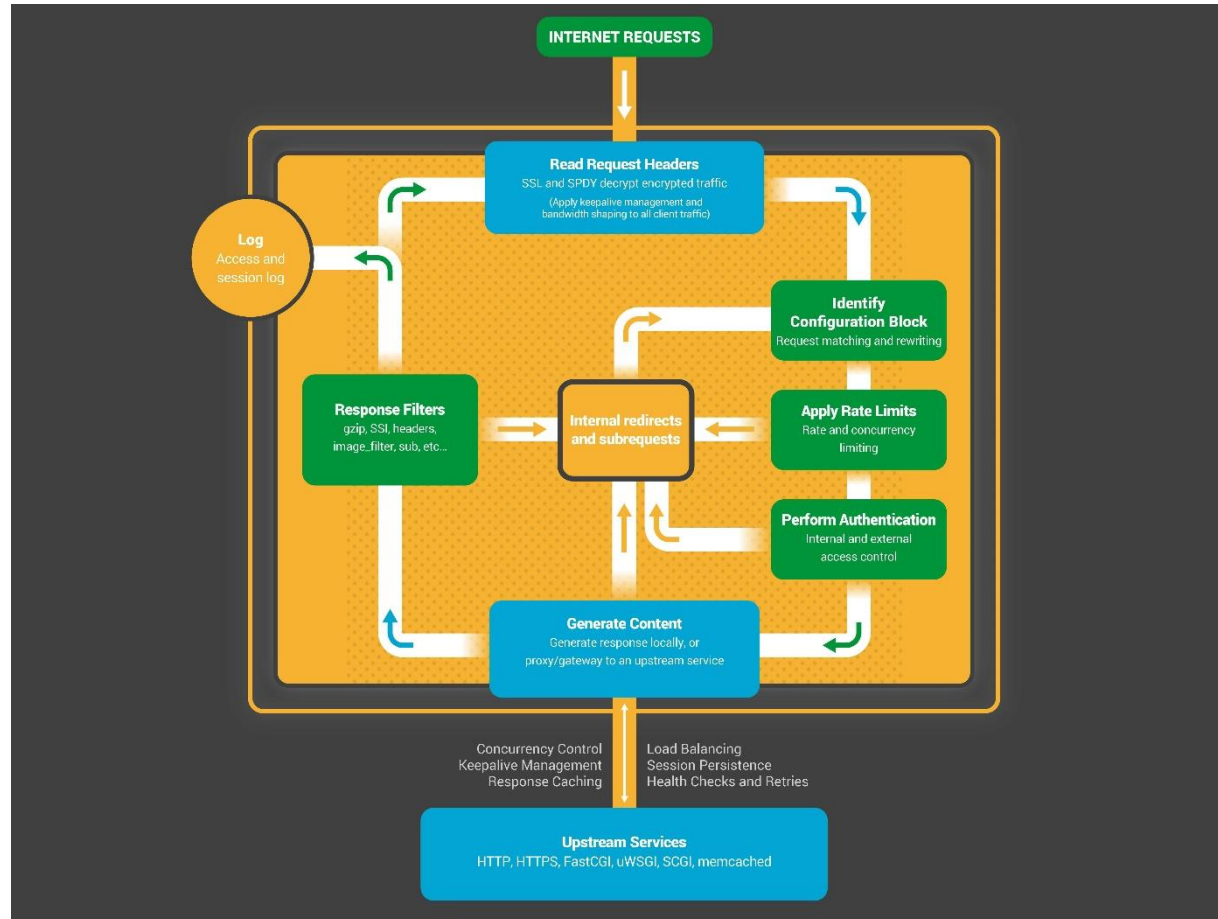 INTERNET REQUESTS
Read Request Headers
SSL and SPDY decrypt encrypted traffic
(Apply keepalive management and
bandwidth shaping to all client traffic)
Log
Access and
session log
Identify
Configuration Block
Request matching and rewriting
Response Filters
gzip, SSI, headers,
image_filter, sub, etc...
Internal redirects
and subrequests
Apply Rate Limits
Rate and concurrency
limiting
Perform Authentication
Internal and external
access control
Generate Content
Generate response locally, or
proxy/gateway to an upstream service
Concurrency Control
Keepalive Management
Response Caching
Load Balancing
Session Persistence
Health Checks and Retries
Upstream Services
HTTP, HTTPS, FastCGI, uWSGI, SCGI, memcached